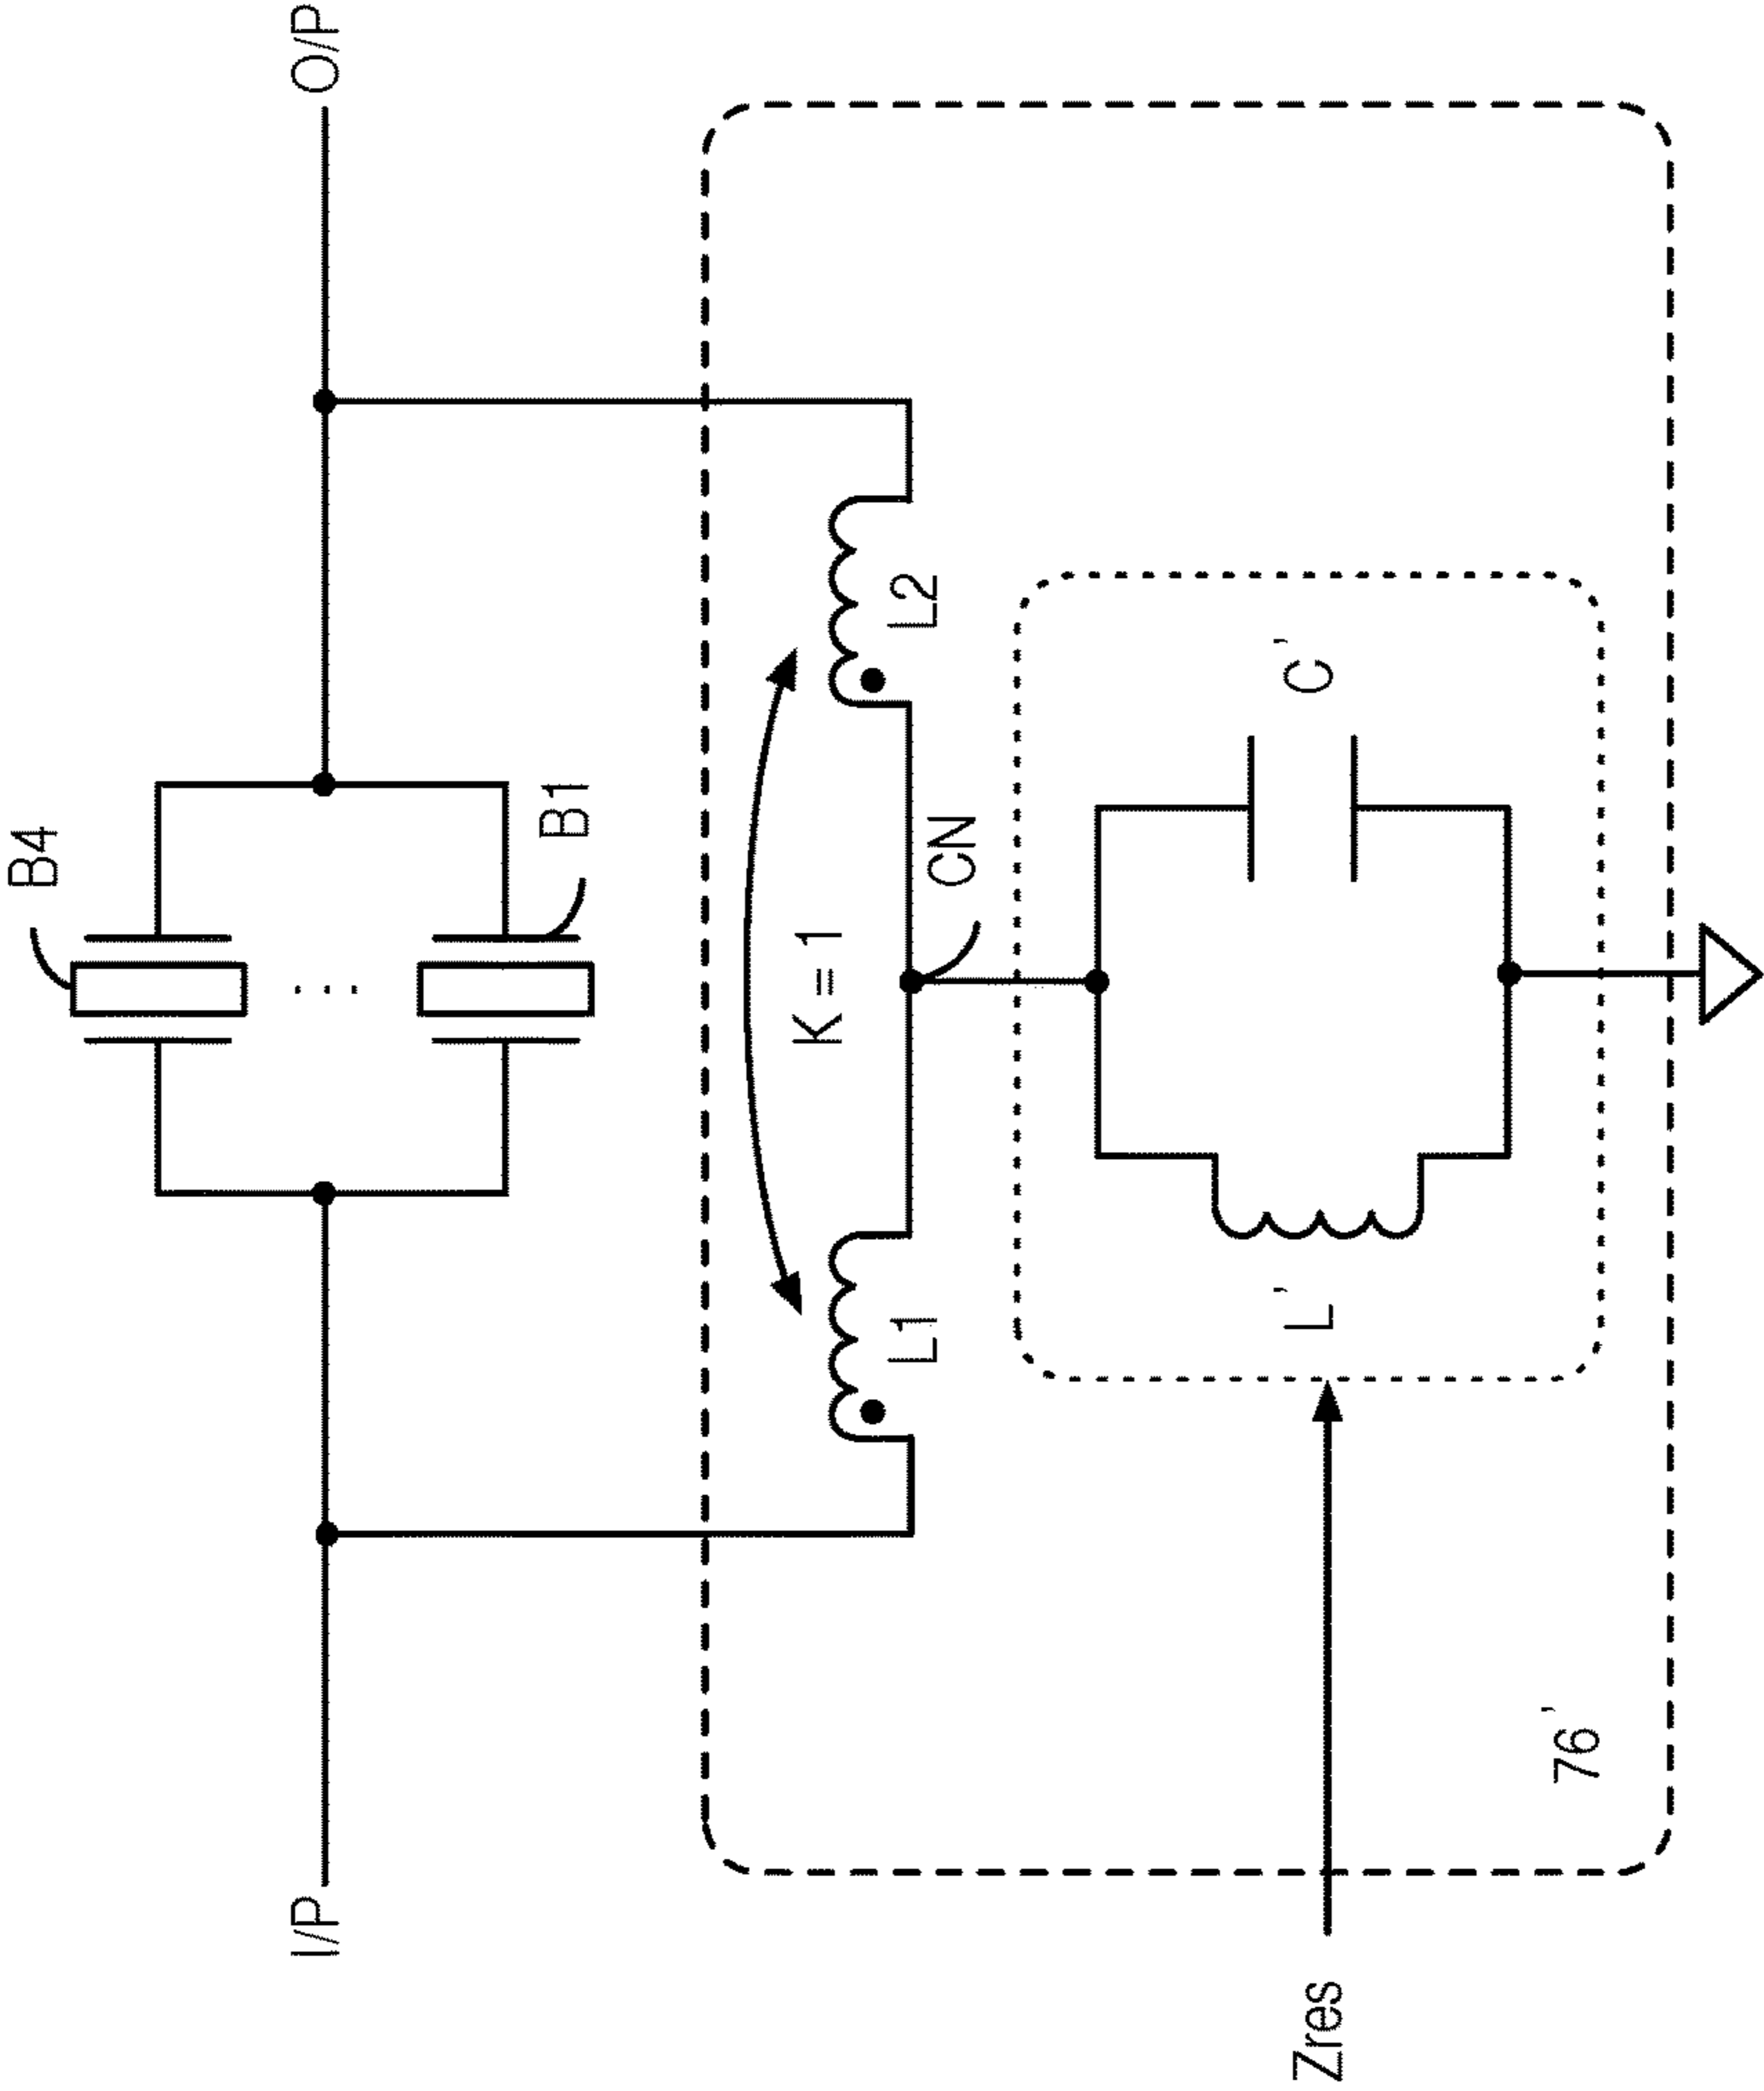 B4
B1
I/P
O/P
K = 1
L1
L2
CN
Zres
L'
C'
76'